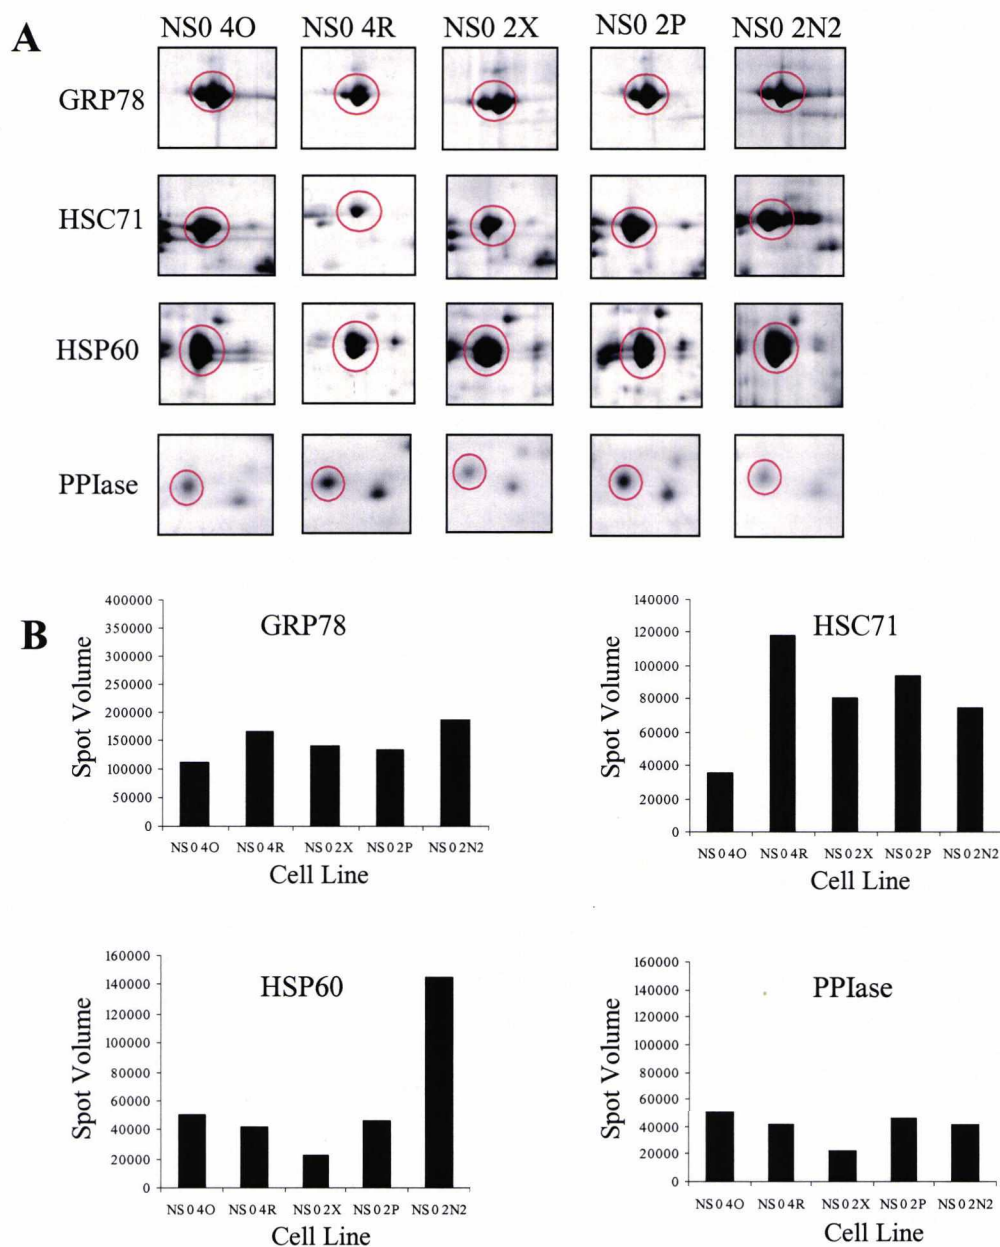 A
NS0 4O NS0 4R NS0 2X NS0 2P NS0 2N2
GRP78
HSC71
HSP60
PPIase
B
GRP78
Spot Volume
400000
350000
300000
250000
200000
150000
100000
50000
0
NS0 4O NS0 4R NS0 2X NS0 2P NS0 2N2
Cell Line
HSC71
Spot Volume
140000
120000
100000
80000
60000
40000
20000
0
NS0 4O NS0 4R NS0 2X NS0 2P NS0 2N2
Cell Line
HSP60
Spot Volume
160000
140000
120000
100000
80000
60000
40000
20000
0
NS0 4O NS0 4R NS0 2X NS0 2P NS0 2N2
Cell Line
PPIase
Spot Volume
160000
140000
120000
100000
80000
60000
40000
20000
0
NS0 4O NS0 4R NS0 2X NS0 2P NS0 2N2
Cell Line